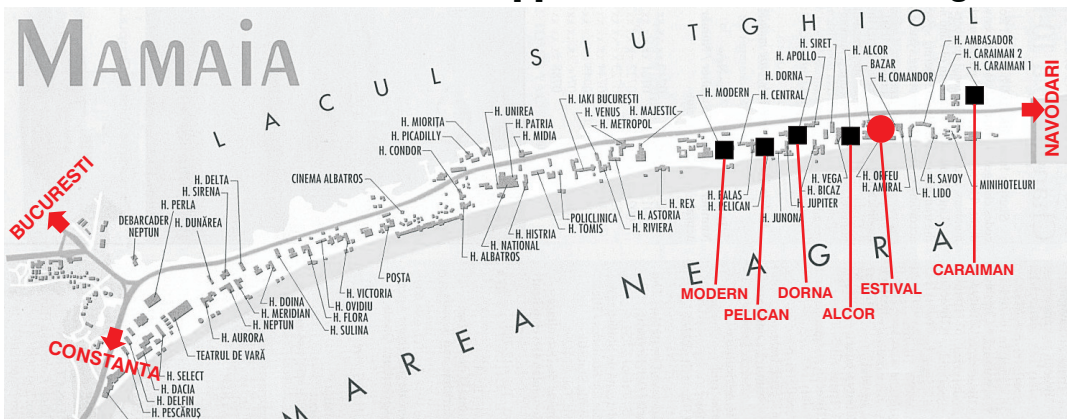 MAMAIA
LACUL SIUTGHIOL
H. AMBASADOR
H. CARAIMAN 2
H. CARAIMAN 1
H. SIRET
H. APOLLO
H. ALCOR
BAZAR
H. COMANDOR
H. DORNA
H. MODERN
H. CENTRAL
H. IAKI BUCUREȘTI
H. VENUS
H. MAJESTIC
H. METROPOL
H. UNIREA
H. PATRIA
H. MIDIA
H. MIORIȚA
H. PICADILLY
H. CONDOR
CINEMA ALBATROS
H. DELTA
H. SIRENA
H. PERLA
H. DUNĂREA
DEBARCADER
NEPTUN
BUCURESTI
NAVODARI
H. VEGA
H. BICAZ
H. JUPITER
H. ORFEU
H. AMIRAL
H. SAVOY
H. LIDO
MINIHOTELURI
H. PALAS
H. PELICAN
H. JUNONA
H. REX
H. ASTORIA
H. RIVIERA
POLICLINICA
H. TOMIS
H. HISTRIA
H. NATIONAL
H. ALBATROS
POȘTA
H. VICTORIA
H. OVIDIU
H. FLORA
H. SULINA
H. DOINA
H. MERIDIAN
H. NEPTUN
H. AURORA
TEATRUL DE VARĂ
CONSTANTA
H. SELECT
H. DACIA
H. DELFIN
H. PESCĂRUȘ
MAREA NEAGRĂ
MODERN
PELICAN
DORNA
ALCOR
ESTIVAL
CARAIMAN